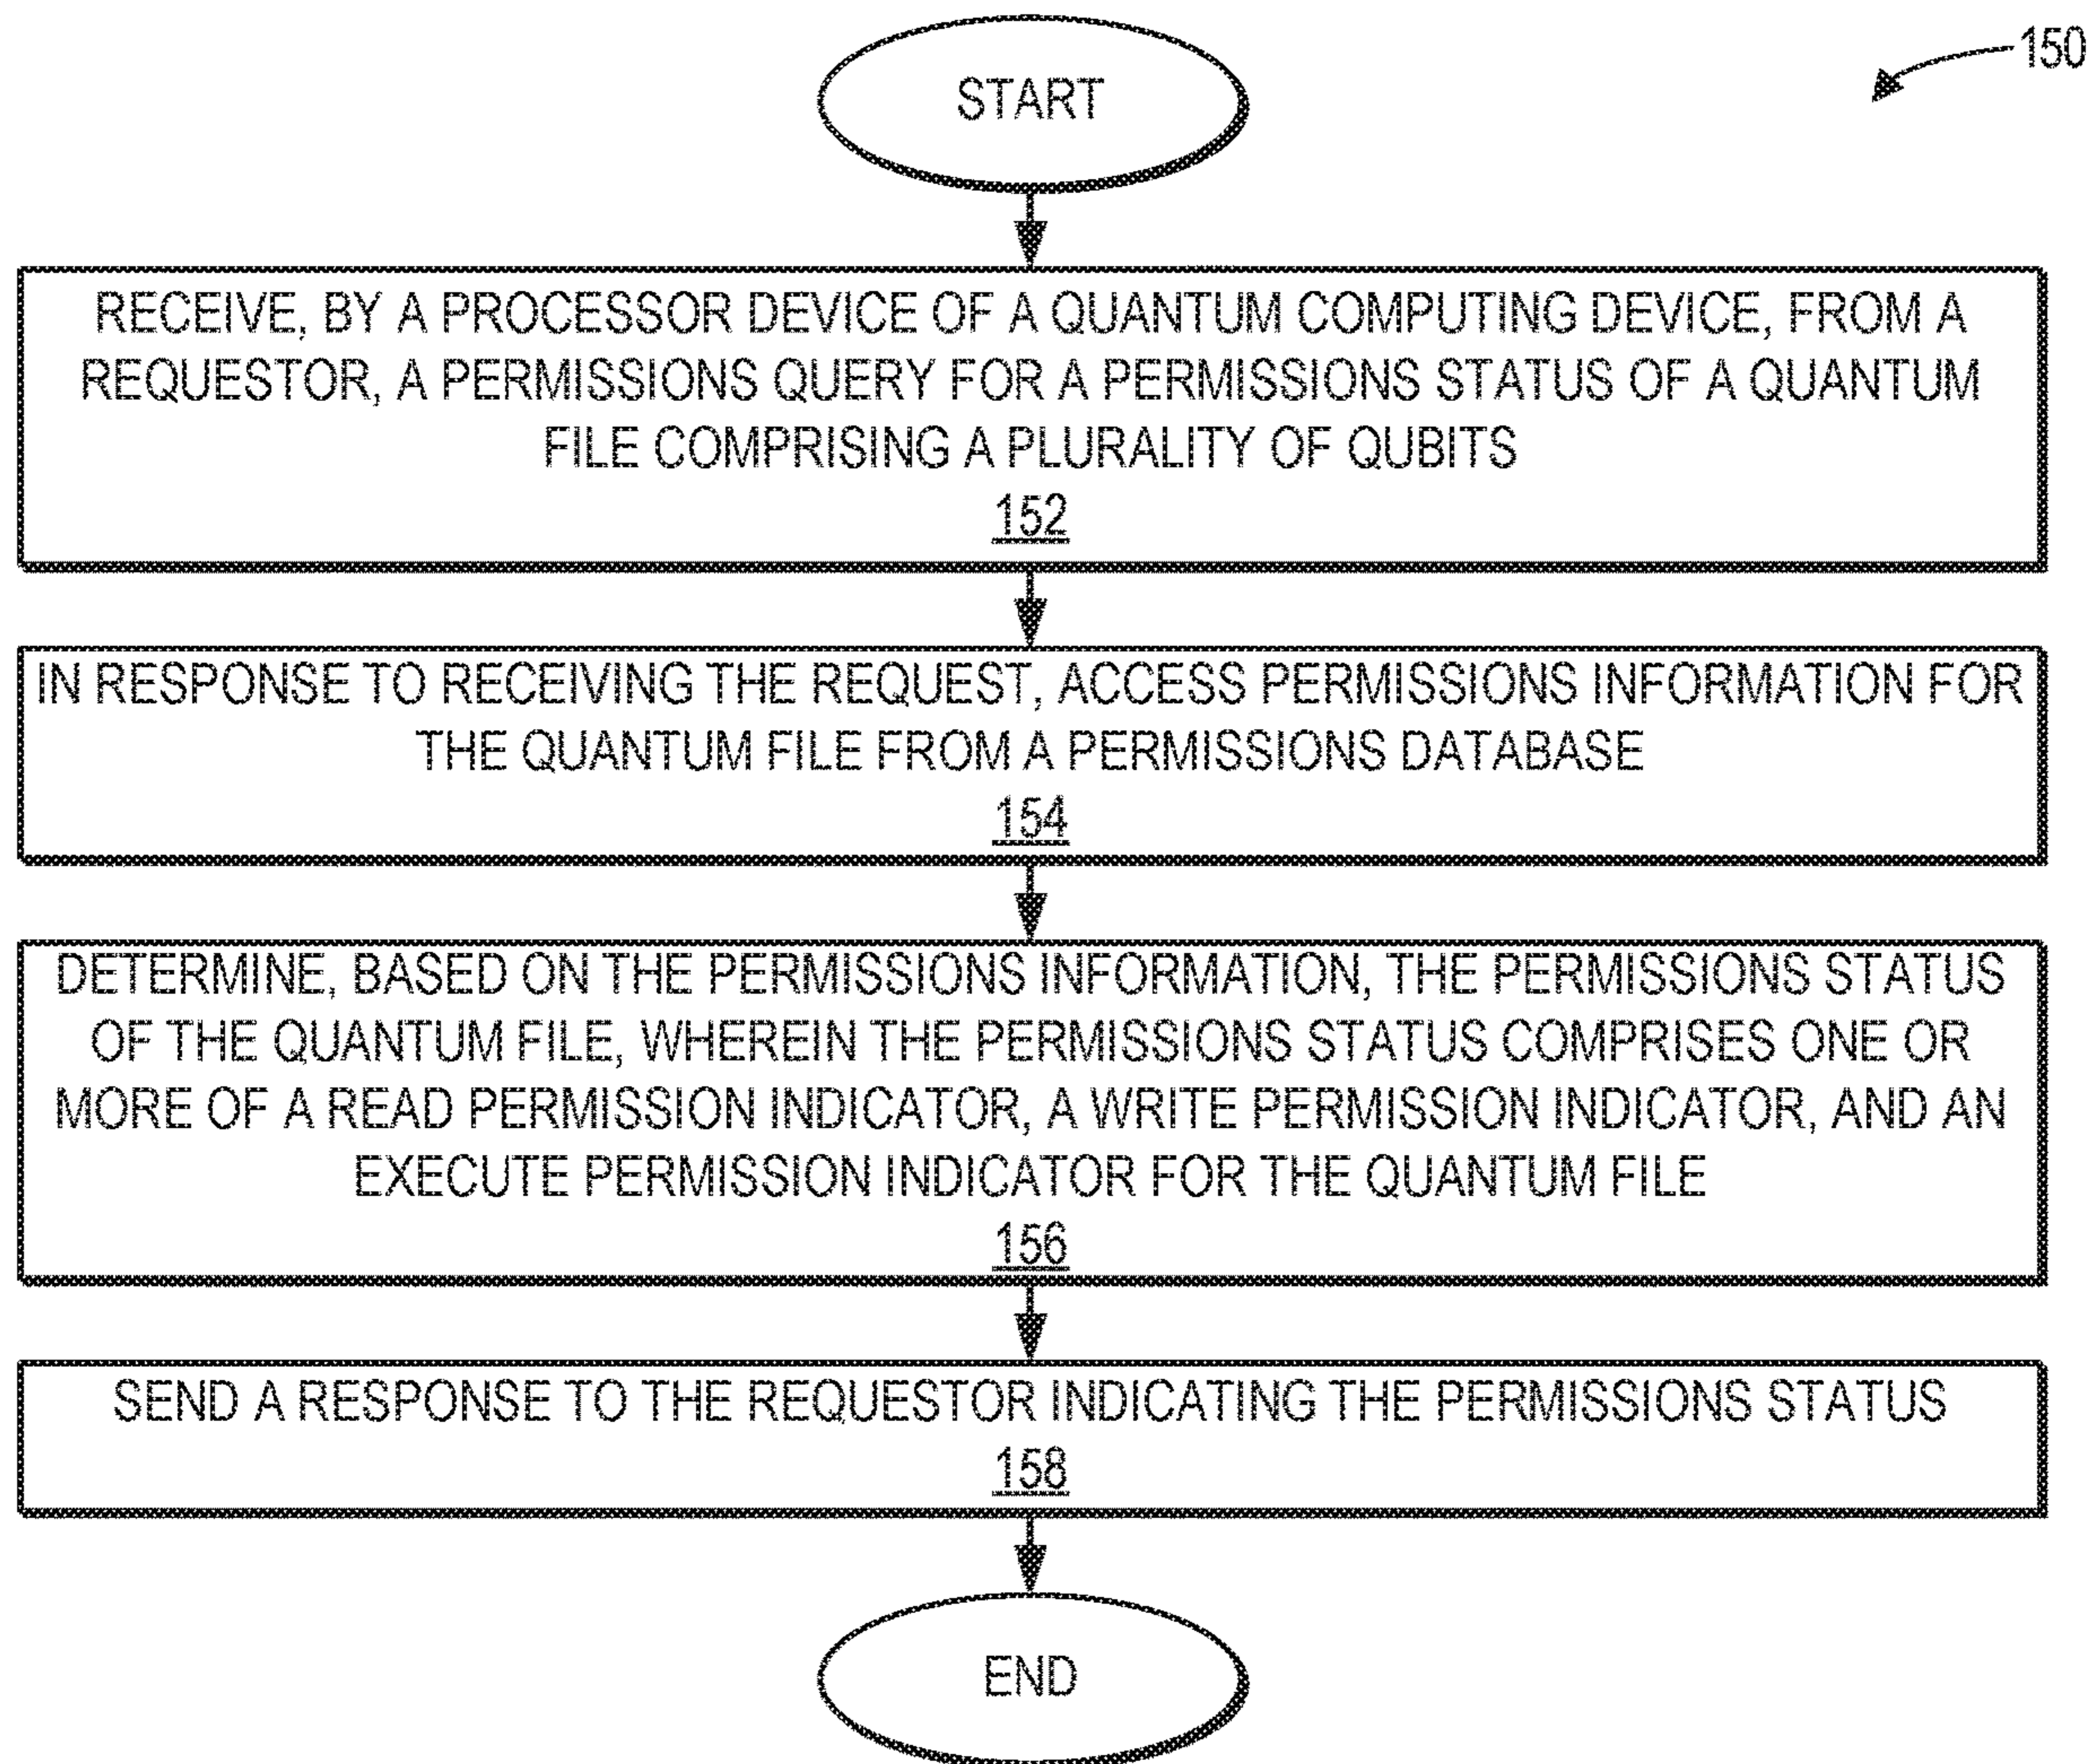 START
150
RECEIVE, BY A PROCESSOR DEVICE OF A QUANTUM COMPUTING DEVICE, FROM A
REQUESTOR, A PERMISSIONS QUERY FOR A PERMISSIONS STATUS OF A QUANTUM
FILE COMPRISING A PLURALITY OF QUBITS
152
IN RESPONSE TO RECEIVING THE REQUEST, ACCESS PERMISSIONS INFORMATION FOR
THE QUANTUM FILE FROM A PERMISSIONS DATABASE
154
DETERMINE, BASED ON THE PERMISSIONS INFORMATION, THE PERMISSIONS STATUS
OF THE QUANTUM FILE, WHEREIN THE PERMISSIONS STATUS COMPRISES ONE OR
MORE OF A READ PERMISSION INDICATOR, A WRITE PERMISSION INDICATOR, AND AN
EXECUTE PERMISSION INDICATOR FOR THE QUANTUM FILE
156
SEND A RESPONSE TO THE REQUESTOR INDICATING THE PERMISSIONS STATUS
158
END